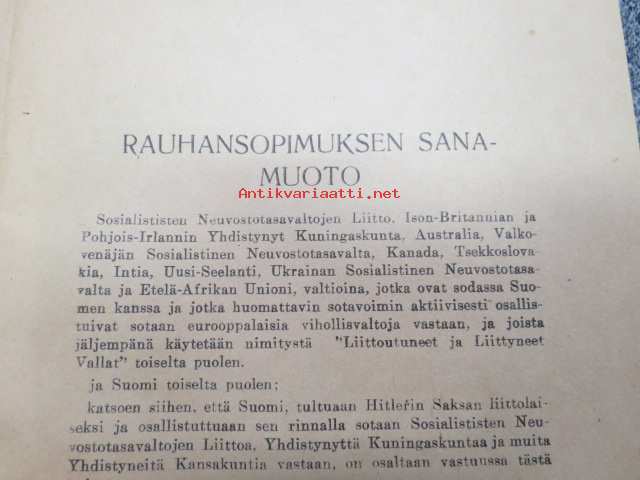 RAUHANSOPIMUKSEN SANA-
MUOTO
Antikvariaatti.net
Sosialististen Neuvostotasavaltojen Liitto, Ison-Britannian ja
Pohjois-Irlannin Yhdistynyt Kuningaskunta, Australia, Valko-
venäjän Sosialistinen Neuvostotasavalta, Kanada, Tsekkoslova-
kia, Intia, Uusi-Seelanti, Ukrainan Sosialistinen Neuvostotasa-
valta ja Etelä-Afrikan Unioni, valtioina, jotka ovat sodassa Suo-
men kanssa ja jotka huomattavin sotavoimin aktiivisesti osallis-
tuivat sotaan eurooppalaisia vihollisvaltoja vastaan, ja joista
jäljempänä käytetään nimitystä "Liittoutuneet ja Liittyneet
Vallat" toiselta puolen.
ja Suomi toiselta puolen;
katsoen siihen, että Suomi, tultuaan Hitlerin Saksan liittolai-
seksi ja osallistuttuaan sen rinnalla sotaan Sosialististen Neu-
vostotasavaltojen Liittoa, Yhdistynyttä Kuningaskuntaa ja muita
Yhdistyneitä Kansakuntia vastaan, on osaltaan vastuussa tästä